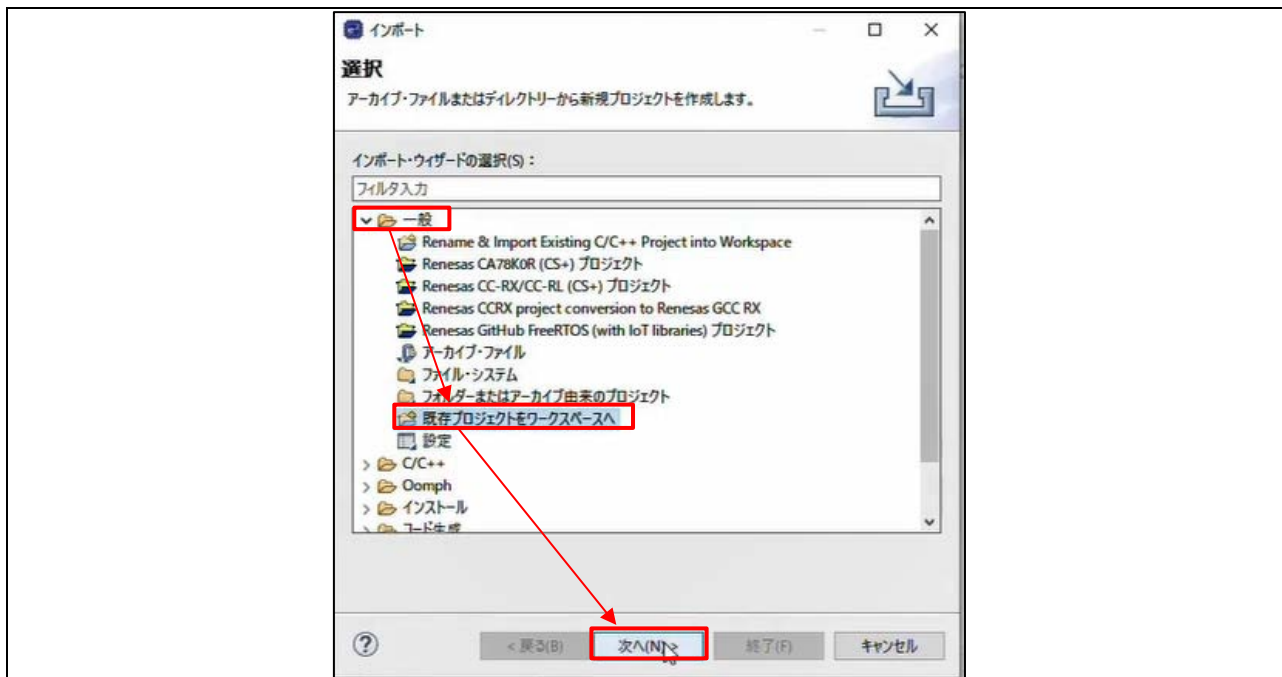 インポート
選択
アーカイブ・ファイルまたはディレクトリーから新規プロジェクトを作成します。
インポート・ウィザードの選択(S)：
フィルタ入力
一般
Rename & Import Existing C/C++ Project into Workspace
Renesas CA78K0R (CS+) プロジェクト
Renesas CC-RX/CC-RL (CS+) プロジェクト
Renesas CCRX project conversion to Renesas GCC RX
Renesas GitHub FreeRTOS (with IoT libraries) プロジェクト
アーカイブ・ファイル
ファイル・システム
フォルダーまたはアーカイブ由来のプロジェクト
既存プロジェクトをワークスペースへ
設定
C/C++
Oomph
インストール
コード生成
< 戻る(B) 次へ(N) > 終了(F) キャンセル